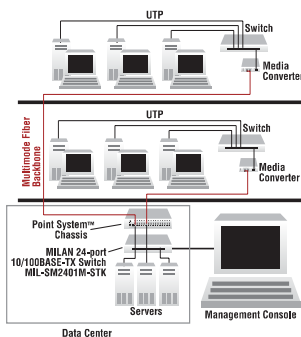 UTP
Switch
Media
Converter
UTP
Switch
Media
Converter
Multimode Fiber
Backbone
Point System™
Chassis
MILAN 24-port
10/100BASE-TX Switch
MIL-SM2401M-STK
Servers
Management Console
Data Center